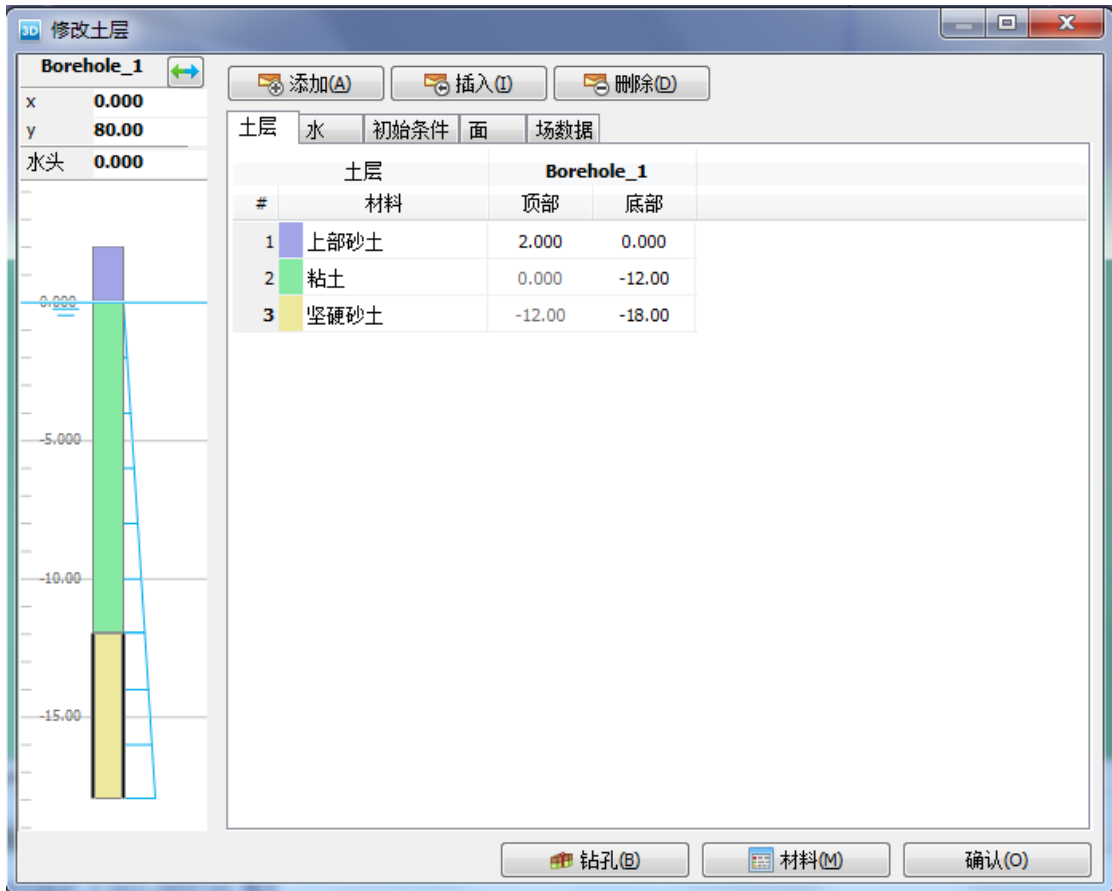 3D 修改土层
Borehole_1
x 0.000
y 80.00
水头 0.000
0.000
-5.000
-10.00
-15.00
添加(A) 插入(I) 删除(D)
土层 水 初始条件 面 场数据
土层 Borehole_1
# 材料 顶部 底部
1 上部砂土 2.000 0.000
2 粘土 0.000 -12.00
3 坚硬砂土 -12.00 -18.00
钻孔(B) 材料(M) 确认(O)